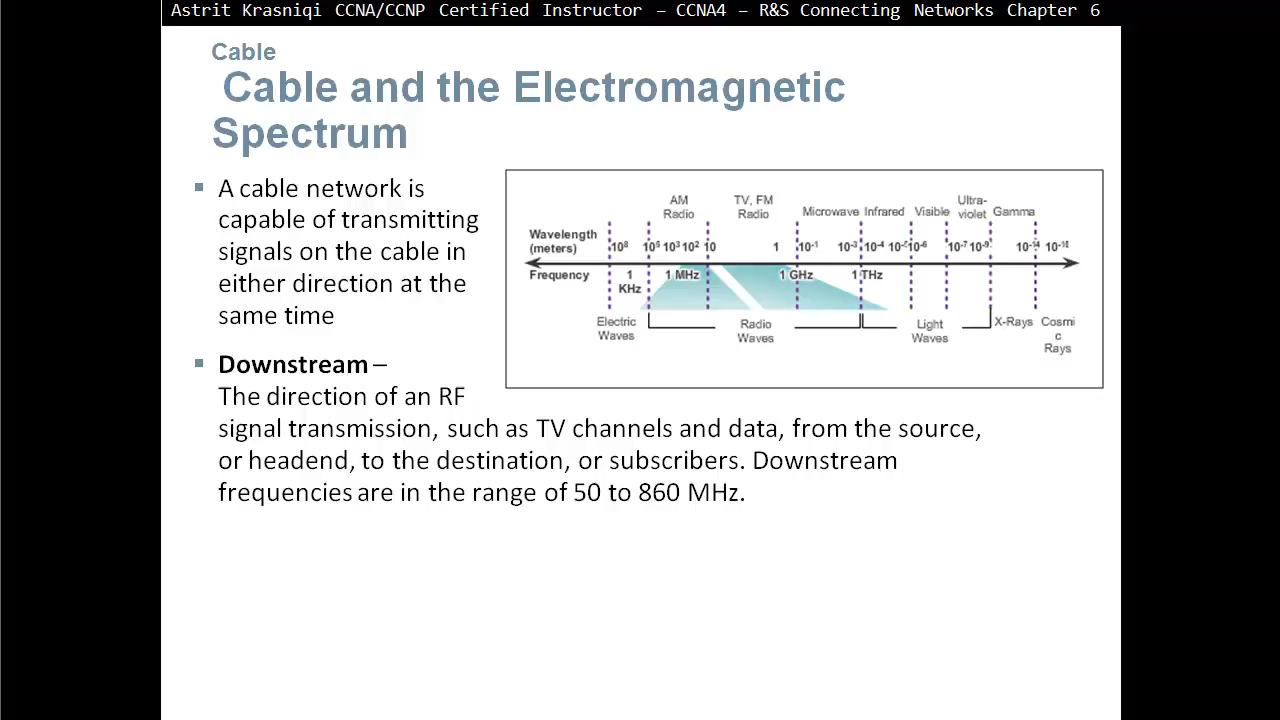 Astrit Krasniqi CCNA/CCNP Certified Instructor – CCNA4 – R&S Connecting Networks Chapter 6
Cable
Cable and the Electromagnetic
Spectrum
▪ A cable network is
capable of transmitting
signals on the cable in
either direction at the
same time
▪ Downstream –
The direction of an RF
signal transmission, such as TV channels and data, from the source,
or headend, to the destination, or subscribers. Downstream
frequencies are in the range of 50 to 860 MHz.
AM
Radio
TV, FM
Radio
Microwave
Infrared
Visible
Ultra-
violet
Gamma
Wavelength
(meters)
10⁸ 10⁵ 10³ 10² 10 1 10⁻¹ 10⁻³ 10⁻⁴ 10⁻⁶ 10⁻⁷ 10⁻⁹ 10⁻¹⁴
Frequency
1
KHz
1 MHz
1 GHz
1 THz
Electric
Waves
Radio
Waves
Light
Waves
X-Rays
Cosmi
c
Rays